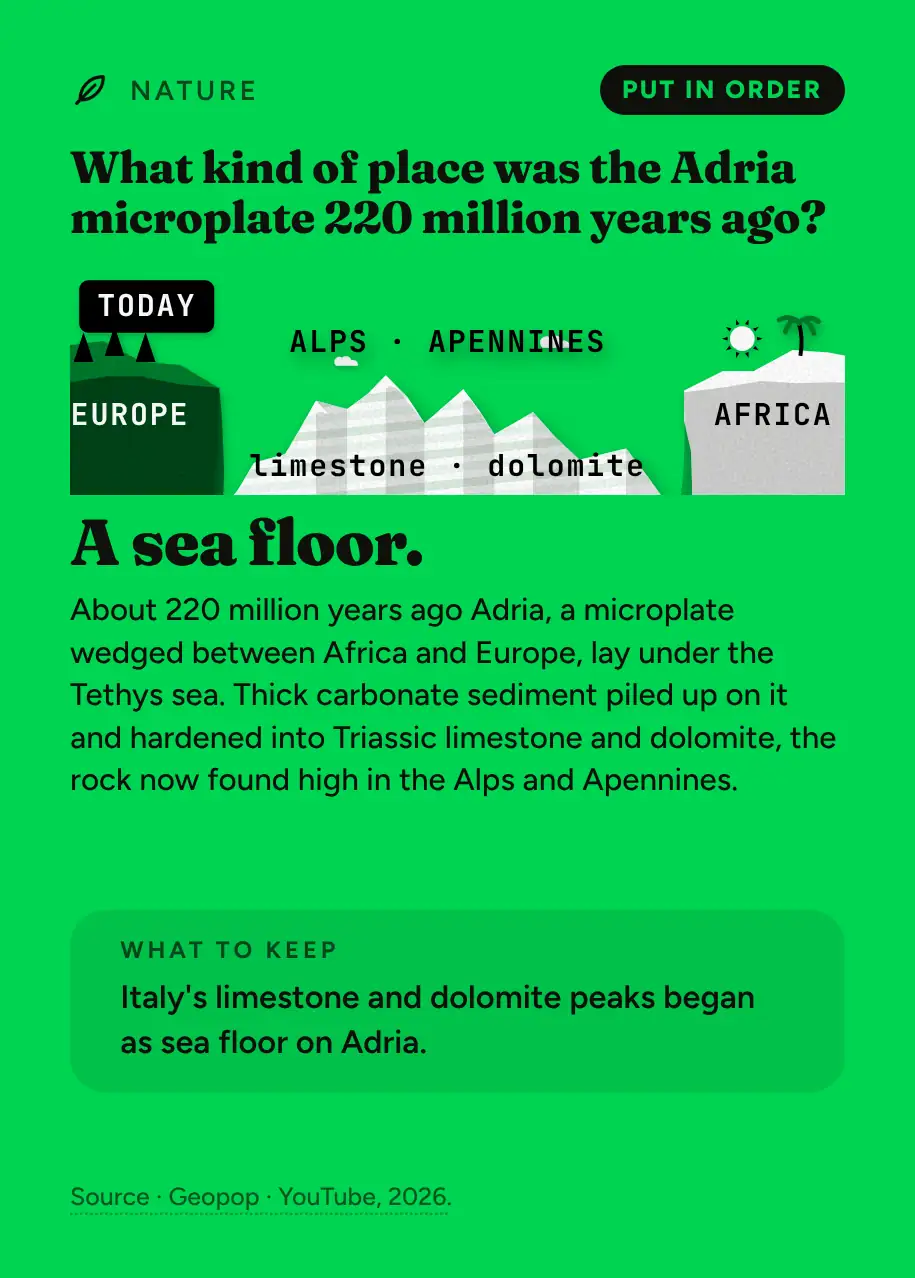 NATURE
PUT IN ORDER
What kind of place was the Adria
microplate 220 million years ago?
TODAY
ALPS · APENNINES
EUROPE
AFRICA
limestone · dolomite
A sea floor.
About 220 million years ago Adria, a microplate
wedged between Africa and Europe, lay under the
Tethys sea. Thick carbonate sediment piled up on it
and hardened into Triassic limestone and dolomite, the
rock now found high in the Alps and Apennines.
WHAT TO KEEP
Italy's limestone and dolomite peaks began
as sea floor on Adria.
Source · Geopop · YouTube, 2026.